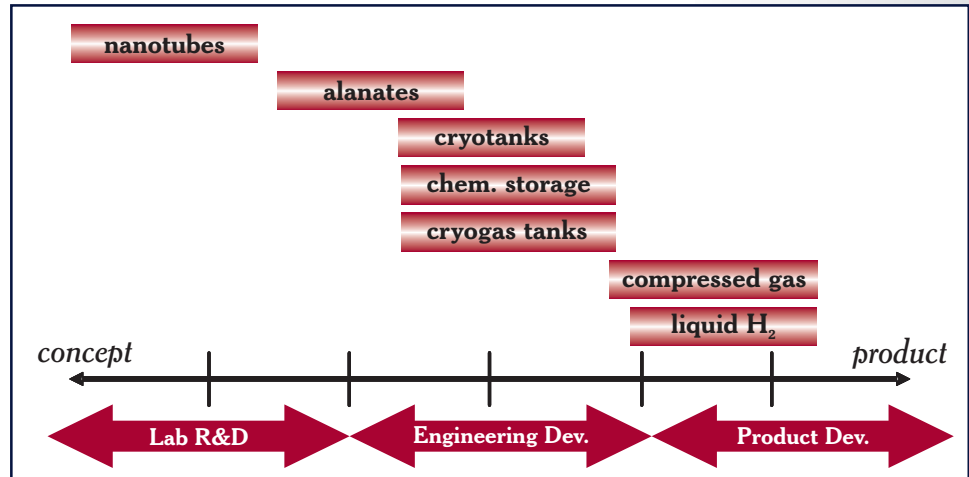 nanotubes
alanates
cryotanks
chem. storage
cryogas tanks
compressed gas
liquid H₂
concept
product
Lab R&D
Engineering Dev.
Product Dev.